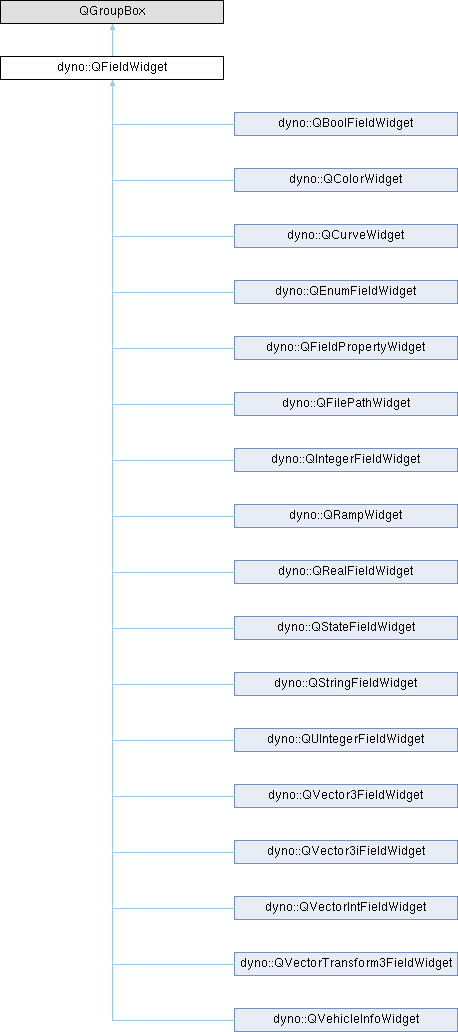 QGroupBox
dyno::QFieldWidget
dyno::QBoolFieldWidget
dyno::QColorWidget
dyno::QCurveWidget
dyno::QEnumFieldWidget
dyno::QFieldPropertyWidget
dyno::QFilePathWidget
dyno::QIntegerFieldWidget
dyno::QRampWidget
dyno::QRealFieldWidget
dyno::QStateFieldWidget
dyno::QStringFieldWidget
dyno::QUIntegerFieldWidget
dyno::QVector3FieldWidget
dyno::QVector3iFieldWidget
dyno::QVectorIntFieldWidget
dyno::QVectorTransform3FieldWidget
dyno::QVehicleInfoWidget